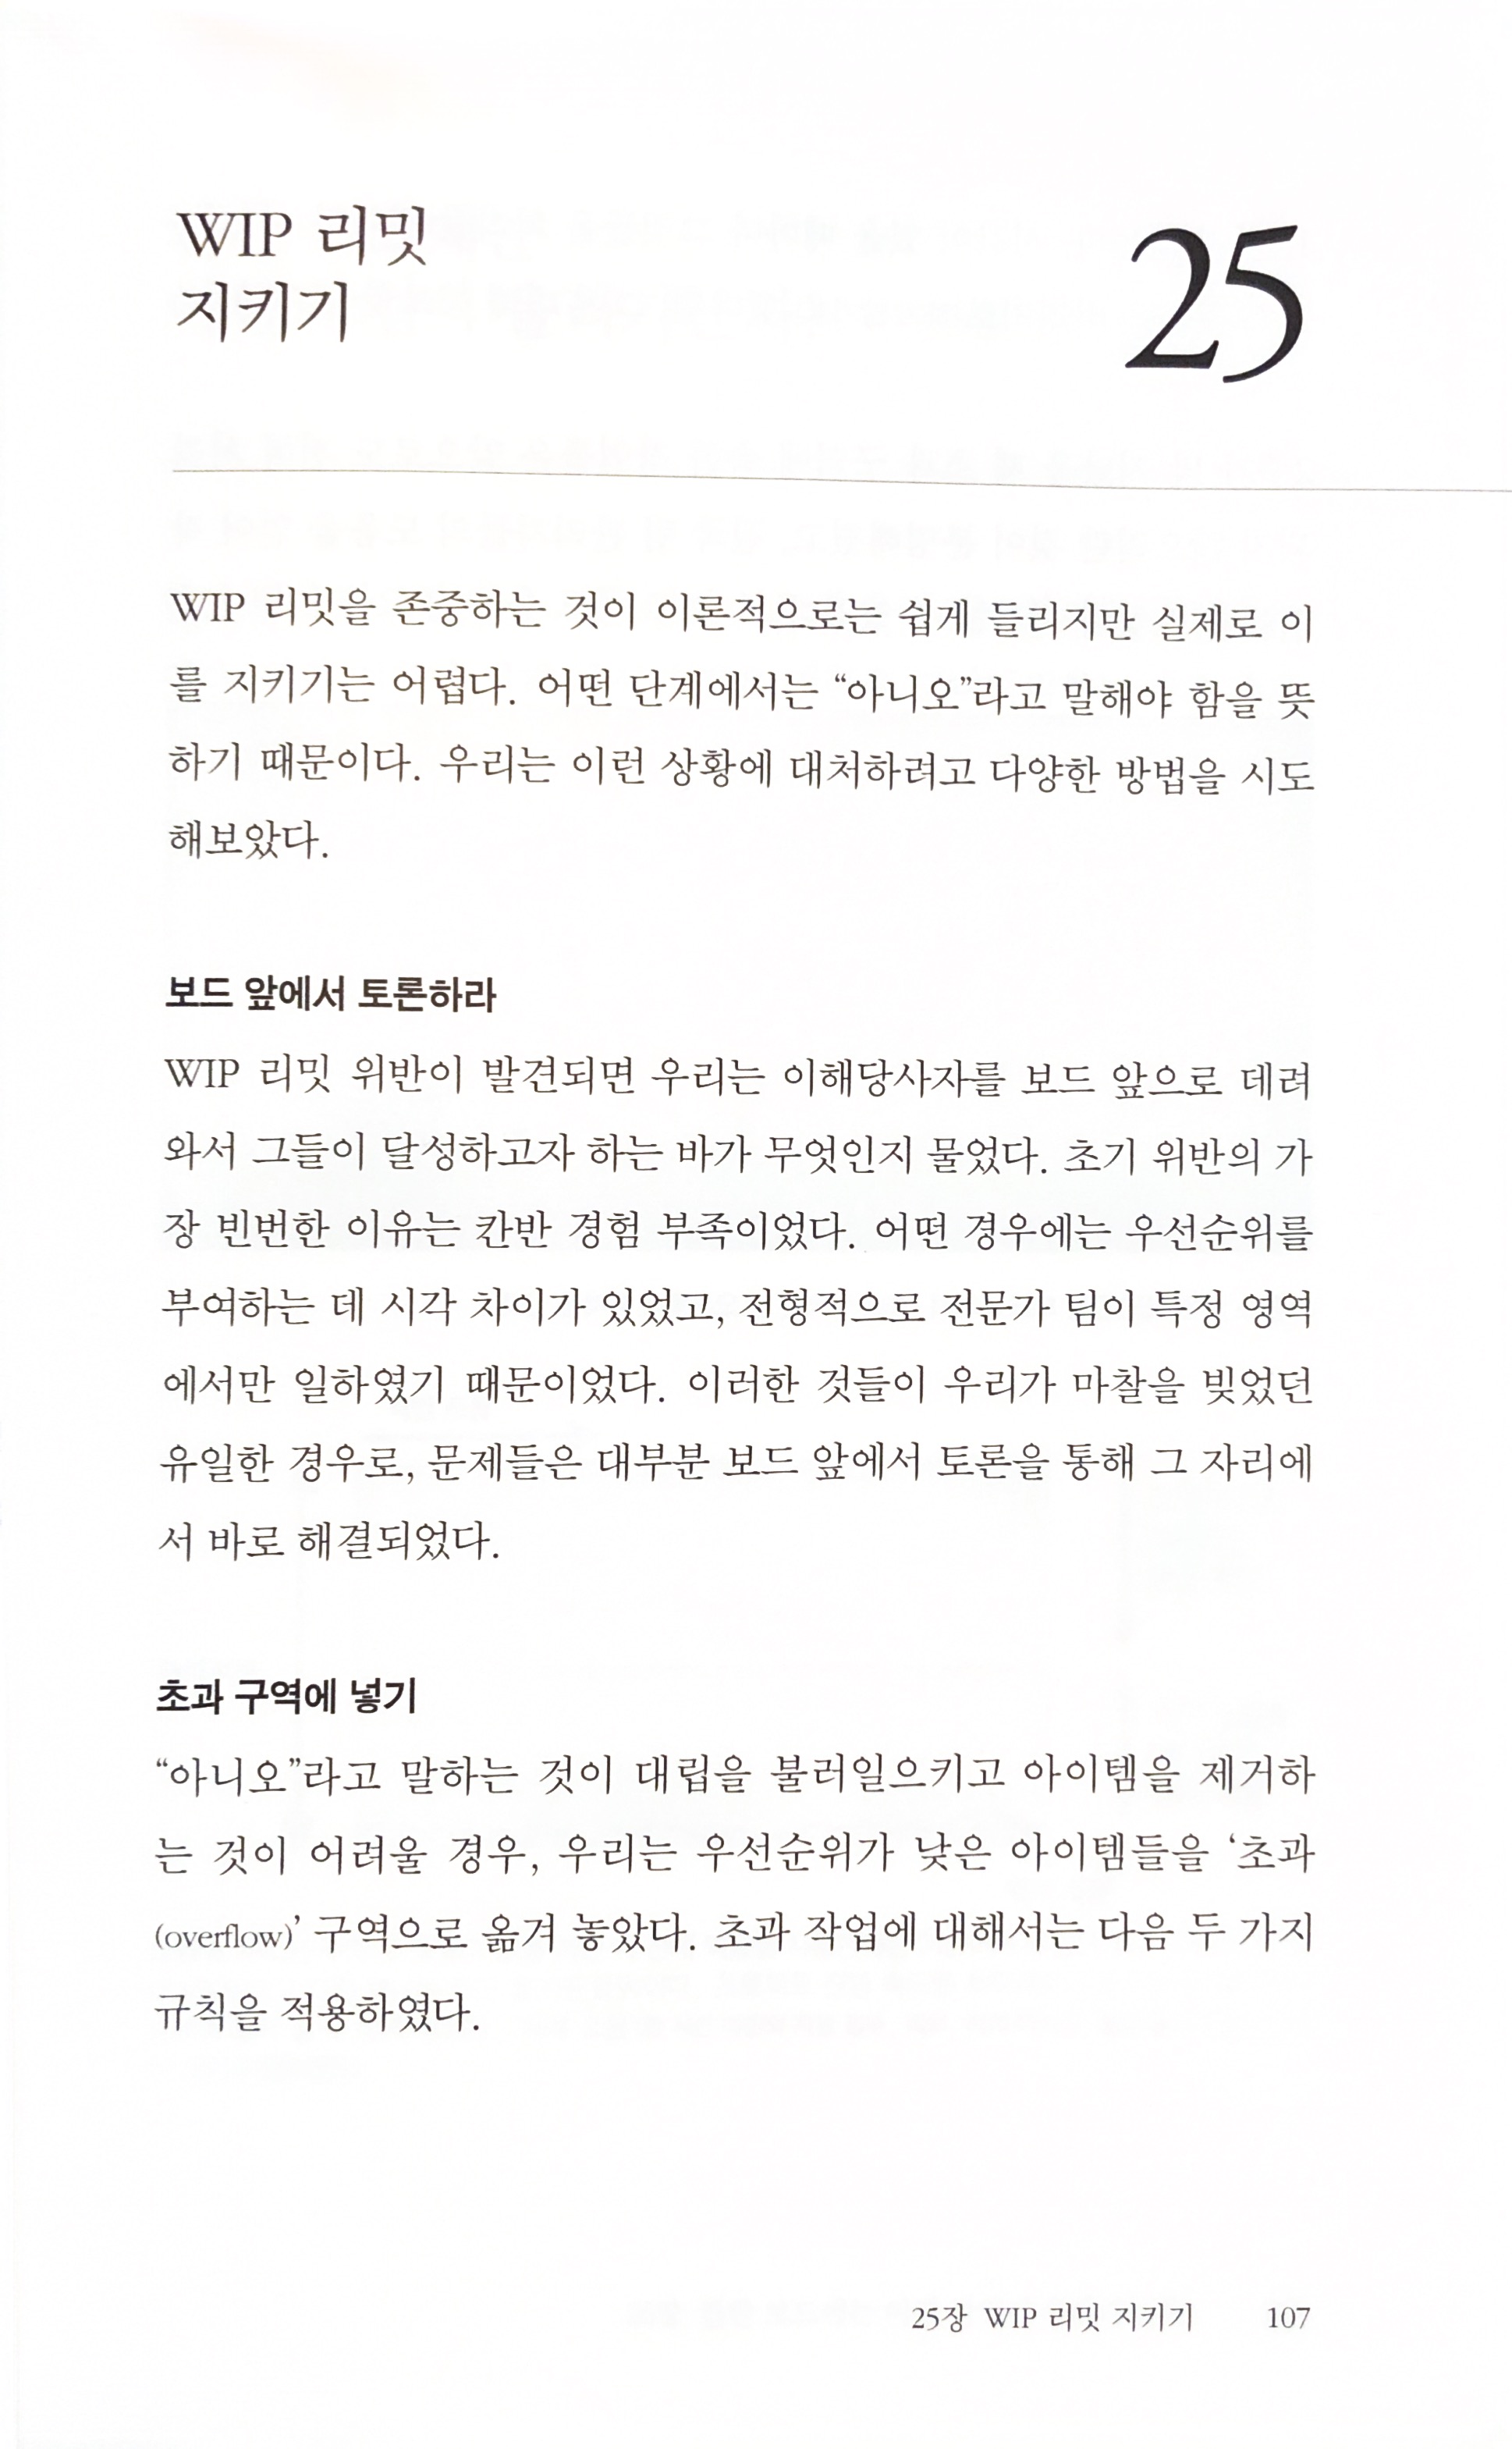 WIP 리밋
지키기
25
WIP 리밋을 존중하는 것이 이론적으로는 쉽게 들리지만 실제로 이
를 지키기는 어렵다. 어떤 단계에서는 “아니오”라고 말해야 함을 뜻
하기 때문이다. 우리는 이런 상황에 대처하려고 다양한 방법을 시도
해보았다.
보드 앞에서 토론하라
WIP 리밋 위반이 발견되면 우리는 이해당사자를 보드 앞으로 데려
와서 그들이 달성하고자 하는 바가 무엇인지 물었다. 초기 위반의 가
장 빈번한 이유는 칸반 경험 부족이었다. 어떤 경우에는 우선순위를
부여하는 데 시각 차이가 있었고, 전형적으로 전문가 팀이 특정 영역
에서만 일하였기 때문이었다. 이러한 것들이 우리가 마찰을 빚었던
유일한 경우로, 문제들은 대부분 보드 앞에서 토론을 통해 그 자리에
서 바로 해결되었다.
초과 구역에 넣기
“아니오”라고 말하는 것이 대립을 불러일으키고 아이템을 제거하
는 것이 어려울 경우, 우리는 우선순위가 낮은 아이템들을 ‘초과
(overflow)’ 구역으로 옮겨 놓았다. 초과 작업에 대해서는 다음 두 가지
규칙을 적용하였다.
25장 WIP 리밋 지키기 107